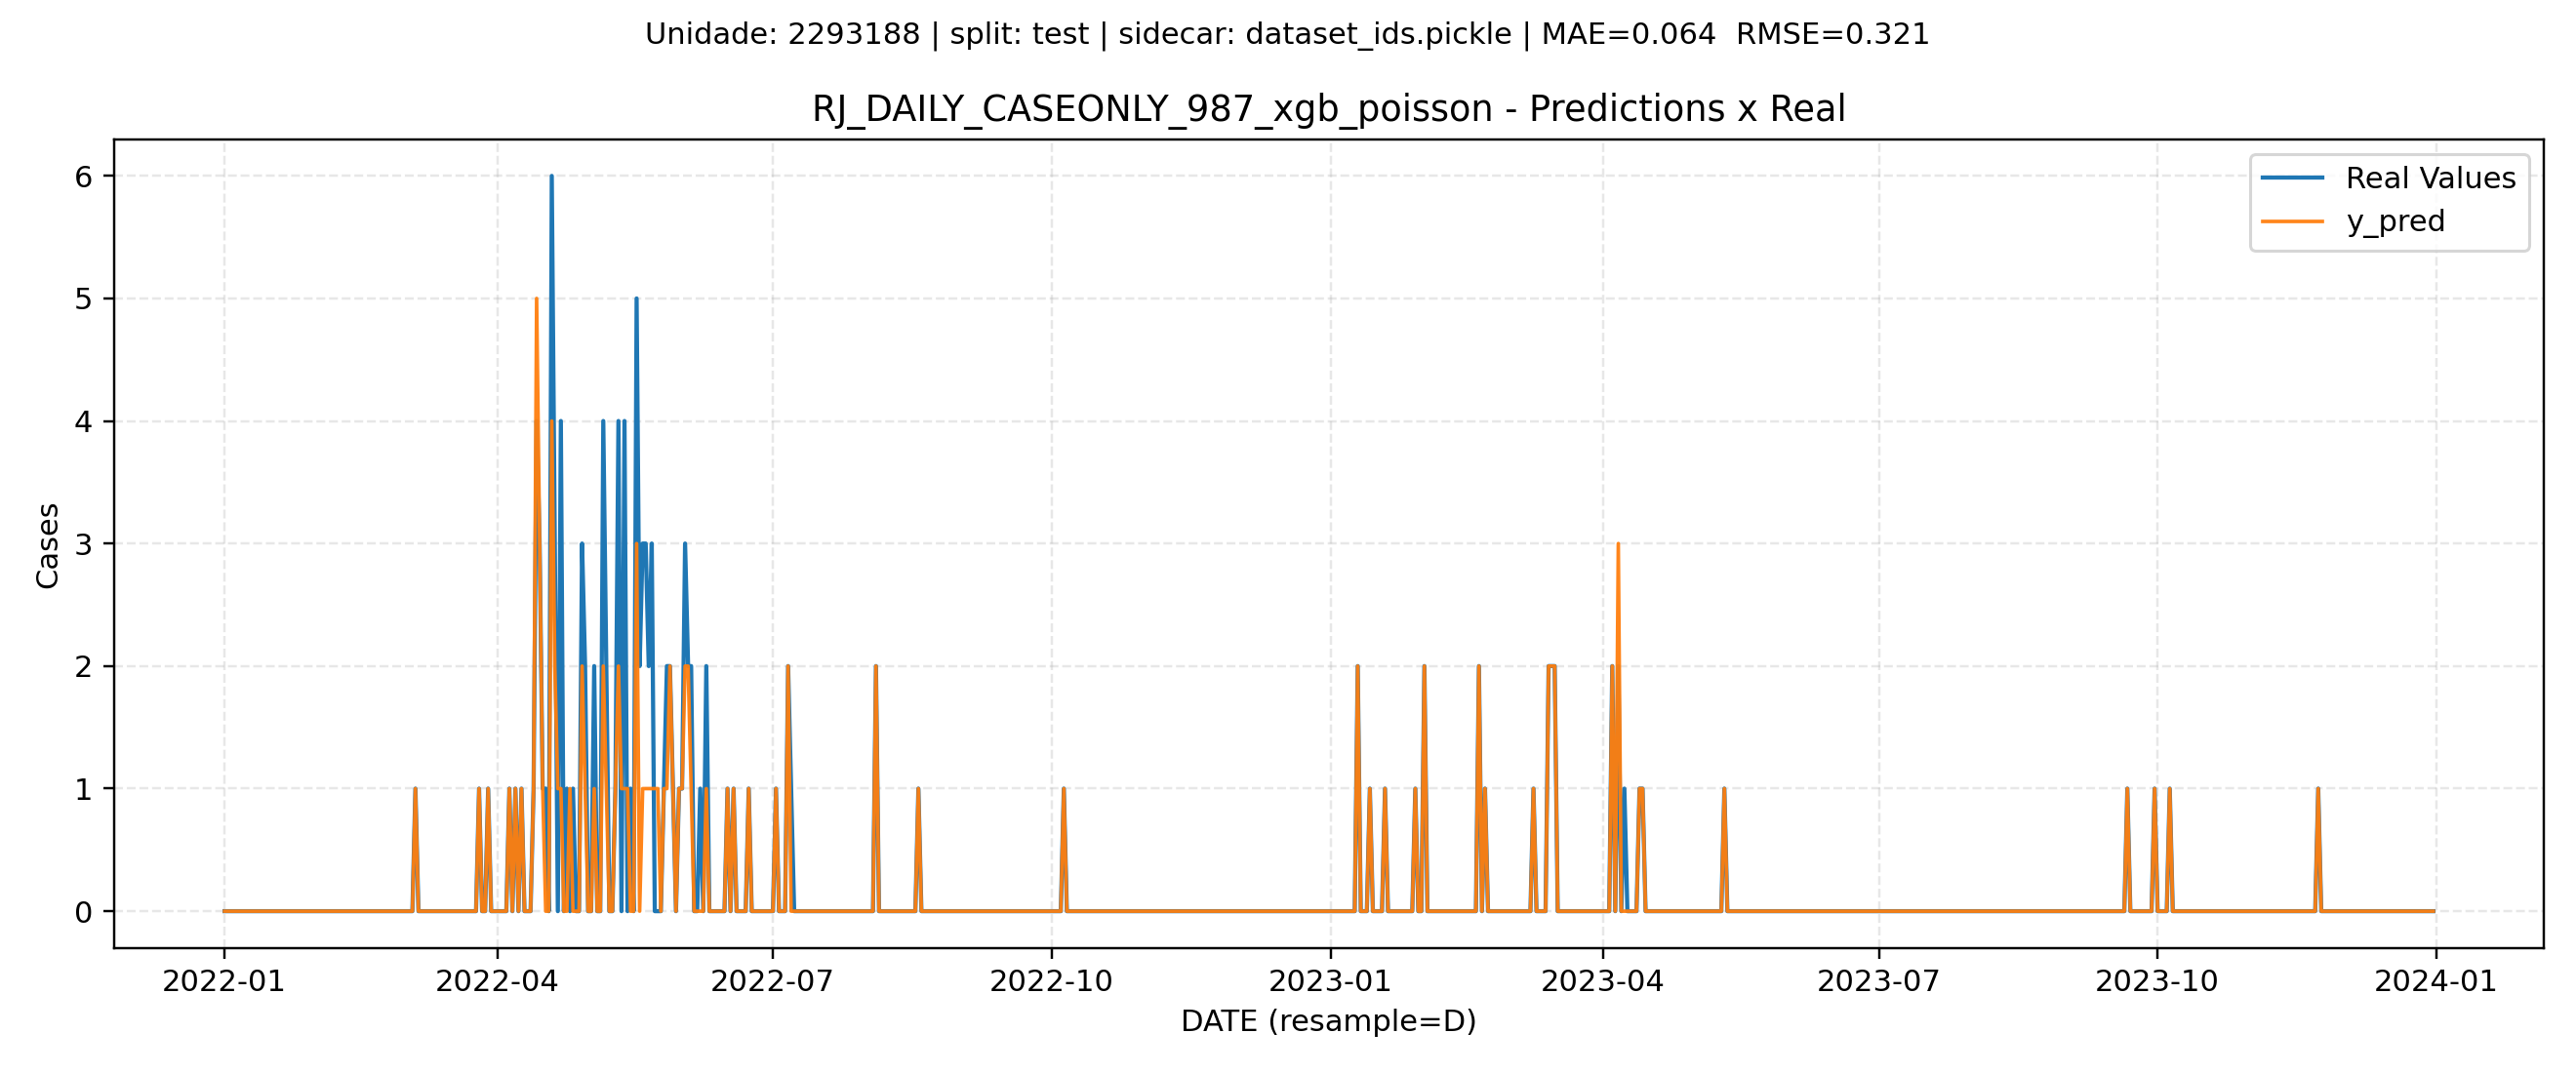 Unidade: 2293188 | split: test | sidecar: dataset_ids.pickle | MAE=0.064  RMSE=0.321
RJ_DAILY_CASEONLY_987_xgb_poisson - Predictions x Real
Real Values
y_pred
6
5
4
3
2
1
0
Cases
2022-01 2022-04 2022-07 2022-10 2023-01 2023-04 2023-07 2023-10 2024-01
DATE (resample=D)